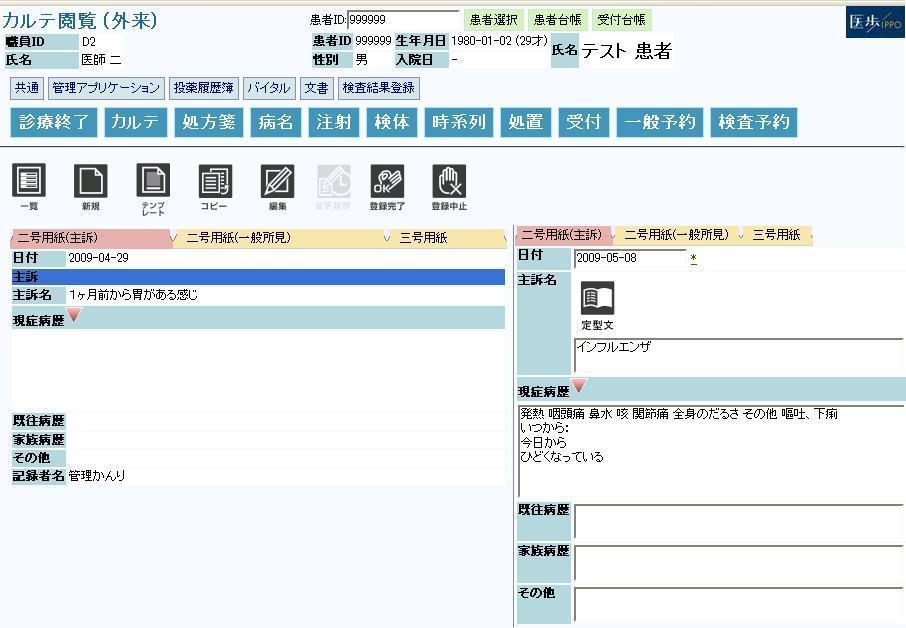 カルテ閲覧(外来)
患者ID: 999999 患者選択 患者台帳 受付台帳
医歩IPPO
職員ID D2
氏名 医師 二
患者ID 999999 生年月日 1980-01-02 (29才)
性別 男 入院日 -
氏名 テスト 患者
共通 管理アプリケーション 投薬履歴簿 バイタル 文書 検査結果登録
診療終了 カルテ 処方箋 病名 注射 検体 時系列 処置 受付 一般予約 検査予約
一覧 新規 テンプレート コピー 編集 変更履歴 登録完了 登録中止
二号用紙(主訴) 二号用紙(一般所見) 三号用紙
日付 2009-04-29
主訴
主訴名 1ヶ月前から胃がある感じ
現症病歴
既往病歴
家族病歴
その他
記録者名 管理かんり
二号用紙(主訴) 二号用紙(一般所見) 三号用紙
日付 2009-05-08 *
主訴名
定型文
インフルエンザ
現症病歴
発熱 咽頭痛 鼻水 咳 関節痛 全身のだるさ その他 嘔吐、下痢
いつから:
今日から
ひどくなっている
既往病歴
家族病歴
その他